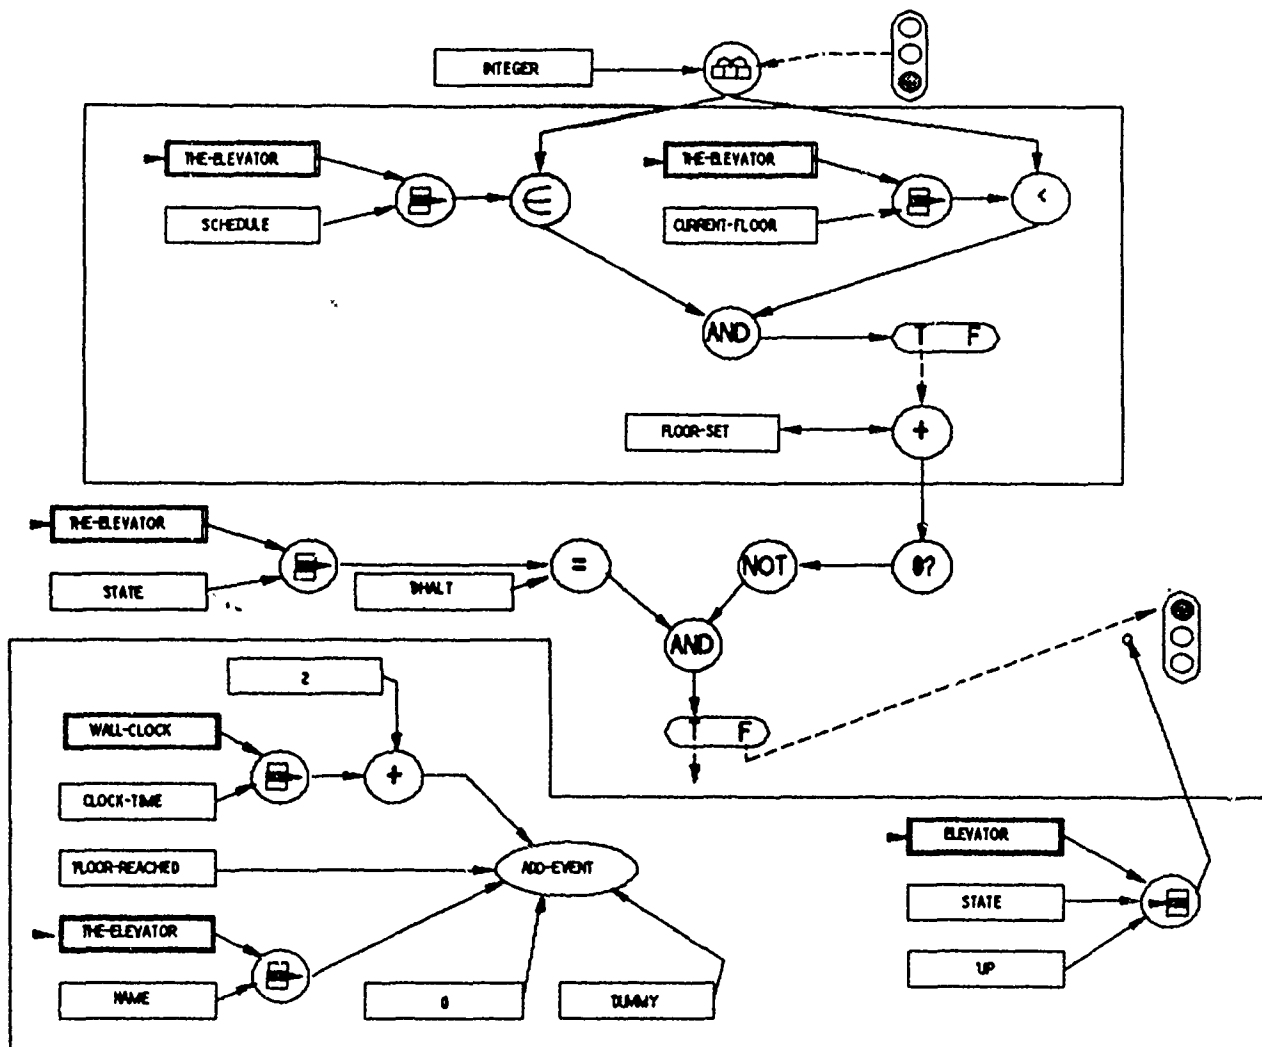 INTEGER
THE-ELEVATOR
THE-ELEVATOR
∈
<
SCHEDULE
CURRENT-FLOOR
AND
T F
FLOOR-SET
+
THE-ELEVATOR
= NOT
STATE
AND
2
WALL-CLOCK
F
+
CLOCK-TIME
ELEVATOR
FLOOR-REACHED
ADD-EVENT
STATE
THE-ELEVATOR
UP
NAME
0
DUMMY